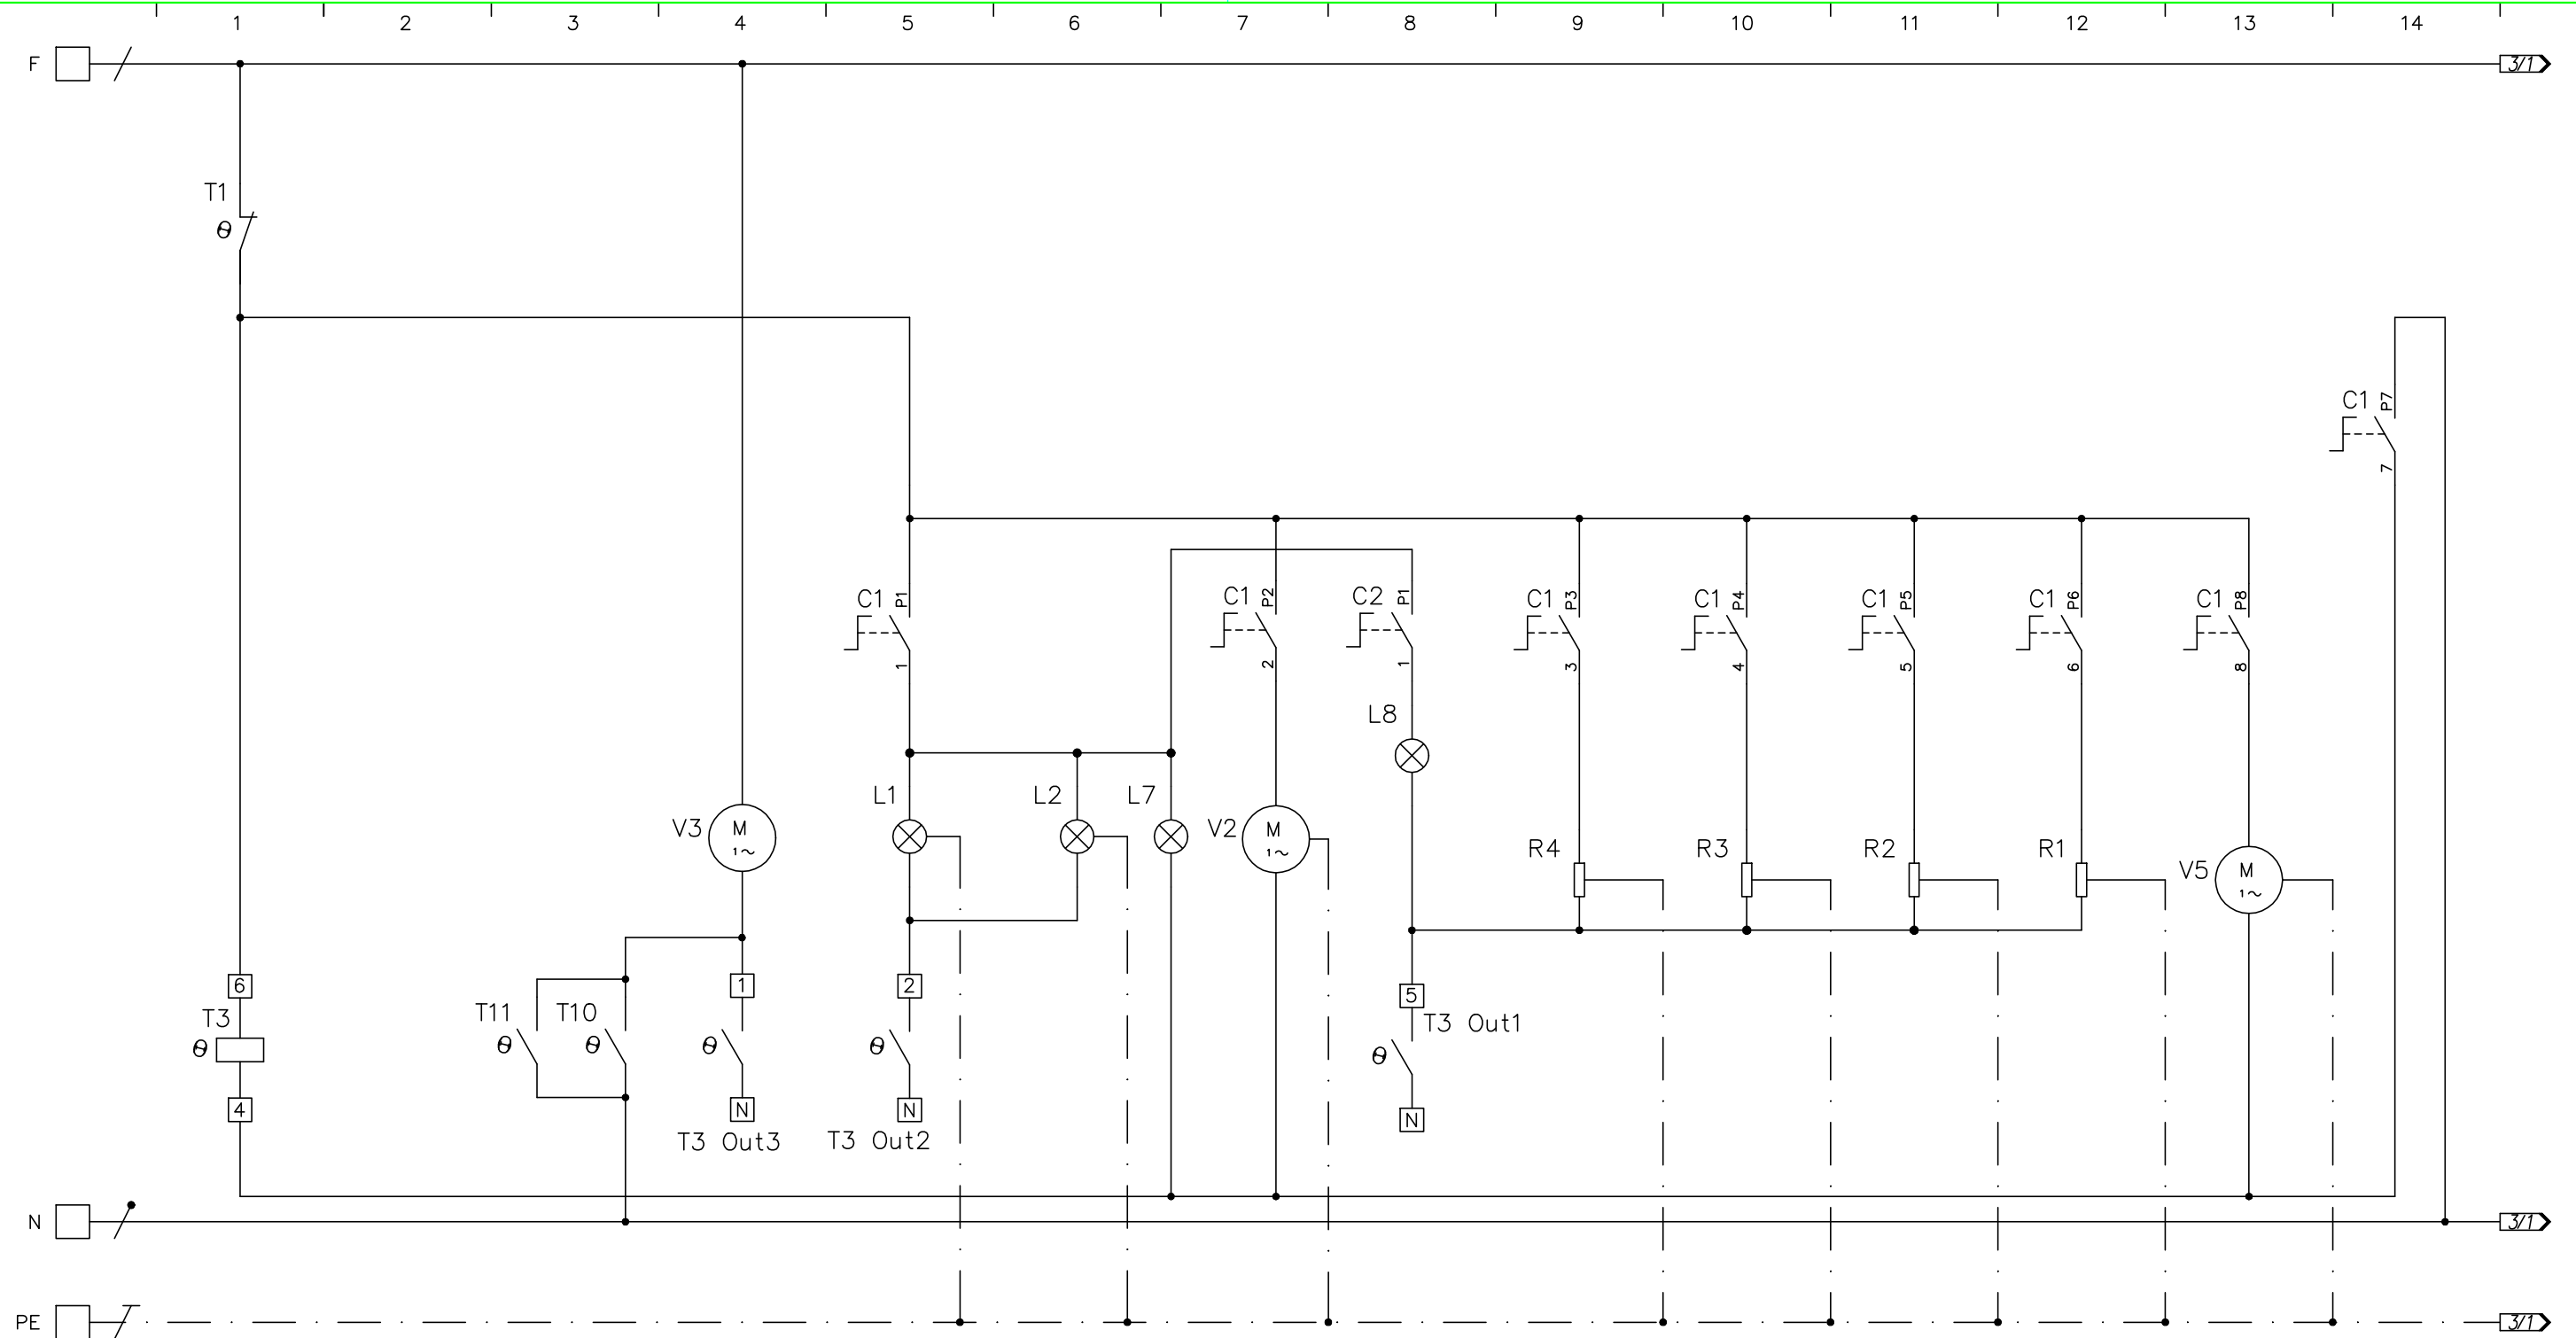 1 2 3 4 5 6 7 8 9 10 11 12 13 14
F 3/1
T1
θ
C1 P7
7
C1 P1
1
C1 P2
2
C2 P1
1
C1 P3
3
C1 P4
4
C1 P5
5
C1 P6
6
C1 P8
8
L8
L1 L2 L7
V3 M 1~
V2 M 1~
R4 R3 R2 R1
V5 M 1~
6 1 2 5
T3 T11 T10 T3 Out1
θ θ θ θ θ θ
4 N N N
T3 Out3 T3 Out2
N 3/1
PE 3/1